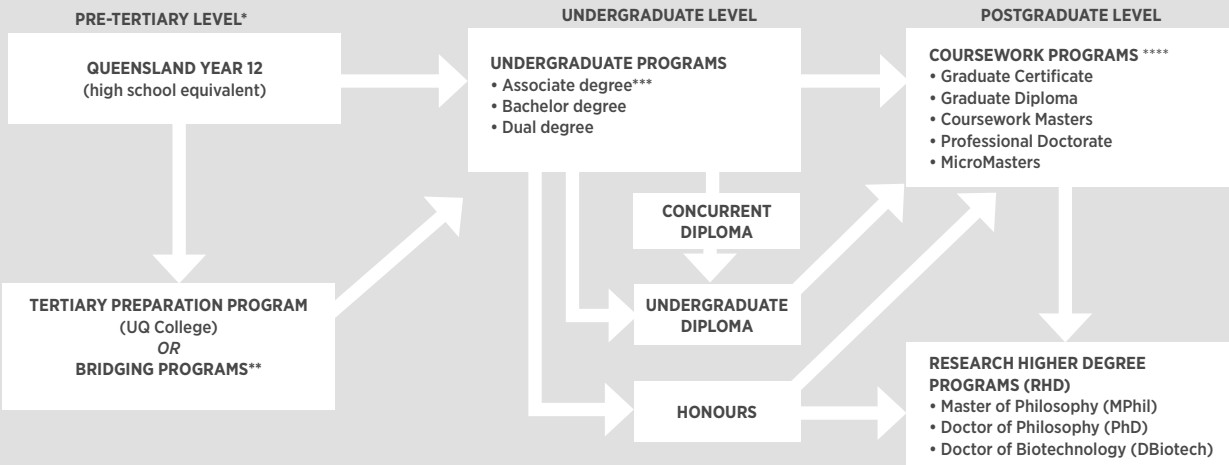 PRE-TERTIARY LEVEL*
QUEENSLAND YEAR 12
(high school equivalent)
TERTIARY PREPARATION PROGRAM
(UQ College)
OR
BRIDGING PROGRAMS**
UNDERGRADUATE LEVEL
UNDERGRADUATE PROGRAMS
• Associate degree***
• Bachelor degree
• Dual degree
CONCURRENT
DIPLOMA
UNDERGRADUATE
DIPLOMA
HONOURS
POSTGRADUATE LEVEL
COURSEWORK PROGRAMS ****
• Graduate Certificate
• Graduate Diploma
• Coursework Masters
• Professional Doctorate
• MicroMasters
RESEARCH HIGHER DEGREE
PROGRAMS (RHD)
• Master of Philosophy (MPhil)
• Doctor of Philosophy (PhD)
• Doctor of Biotechnology (DBiotech)